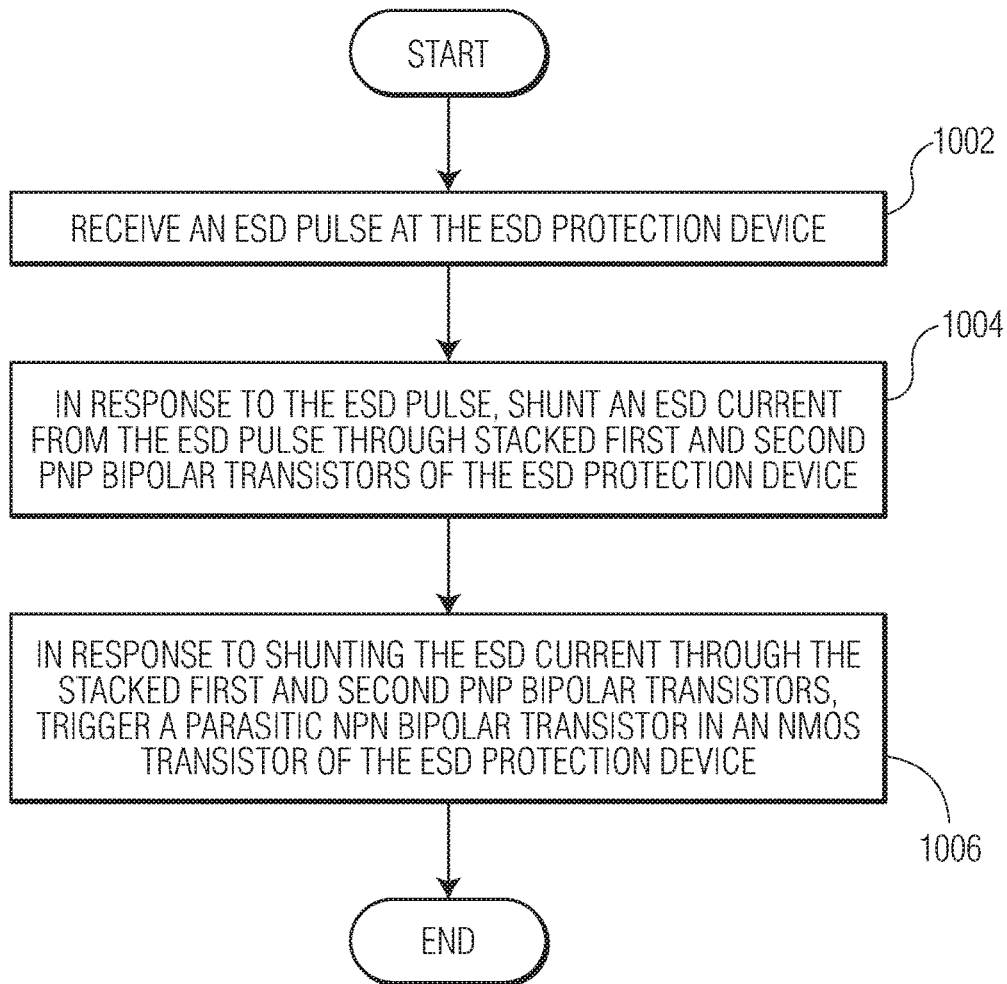 START
1002
RECEIVE AN ESD PULSE AT THE ESD PROTECTION DEVICE
1004
IN RESPONSE TO THE ESD PULSE, SHUNT AN ESD CURRENT
FROM THE ESD PULSE THROUGH STACKED FIRST AND SECOND
PNP BIPOLAR TRANSISTORS OF THE ESD PROTECTION DEVICE
IN RESPONSE TO SHUNTING THE ESD CURRENT THROUGH THE
STACKED FIRST AND SECOND PNP BIPOLAR TRANSISTORS,
TRIGGER A PARASITIC NPN BIPOLAR TRANSISTOR IN AN NMOS
TRANSISTOR OF THE ESD PROTECTION DEVICE
1006
END